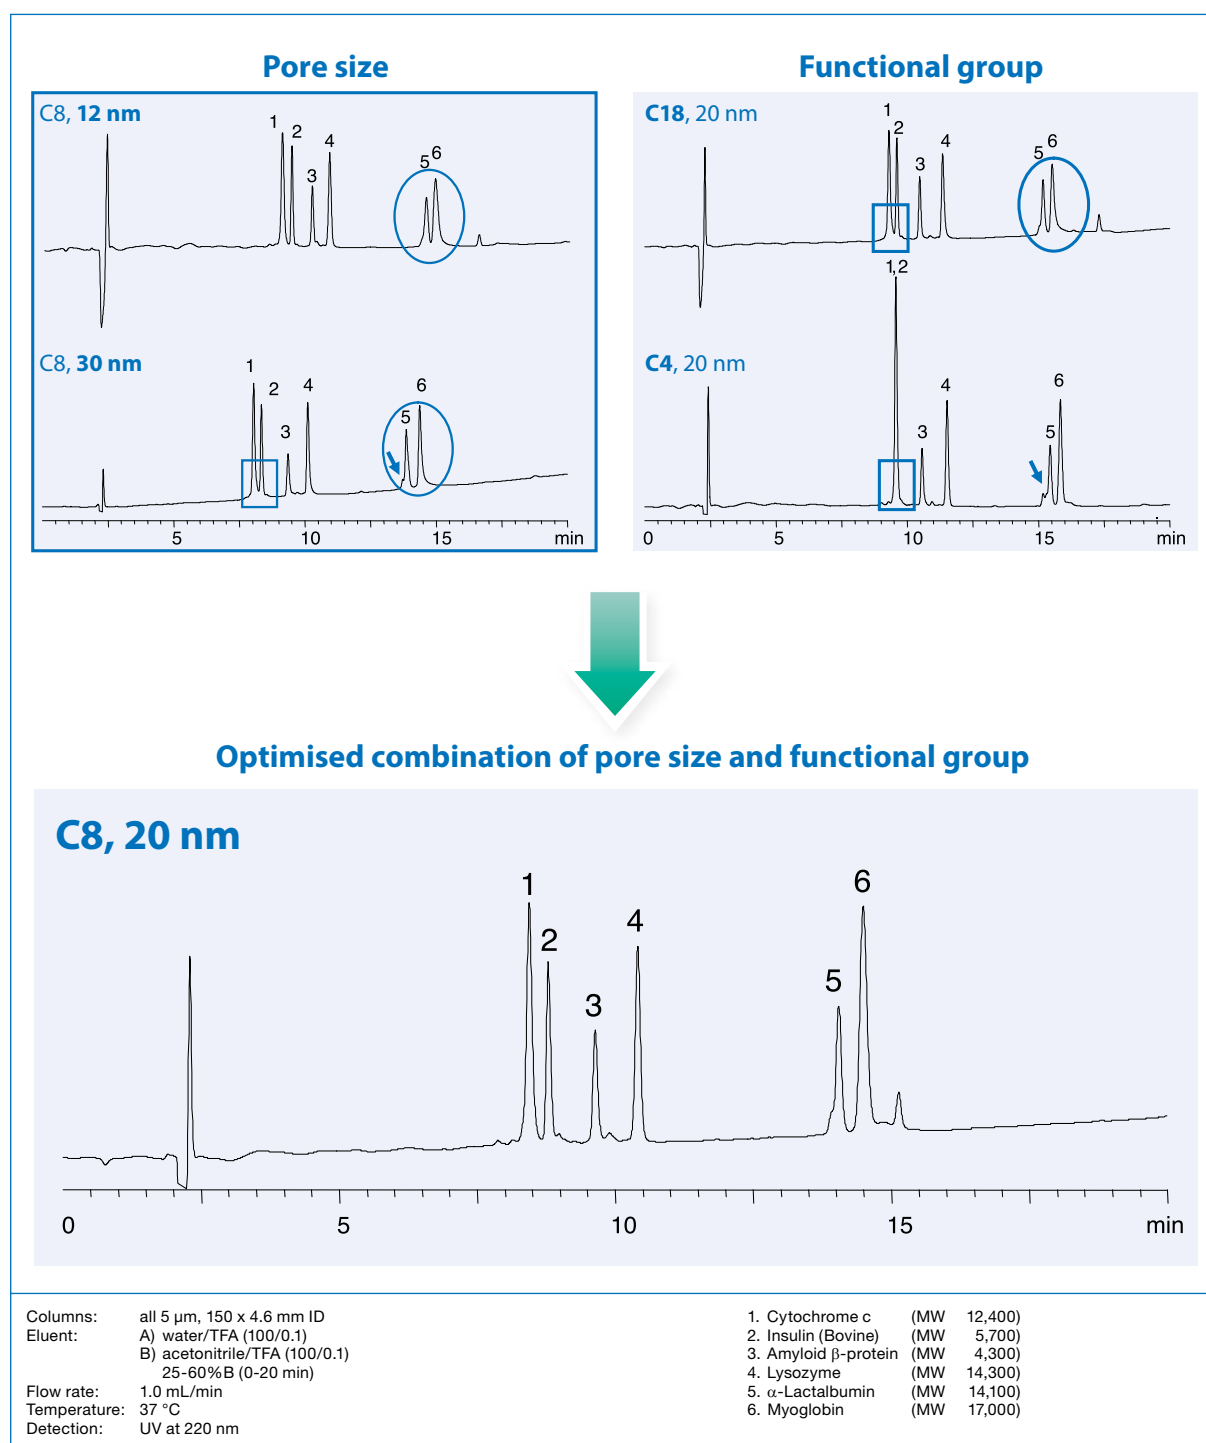 Pore size
C8, 12 nm
1
2
3
4
5
6
C8, 30 nm
1
2
3
4
5
6
5
10
15
min
Functional group
C18, 20 nm
1
2
3
4
5
6
C4, 20 nm
1,2
3
4
5
6
0
5
10
15
min
Optimised combination of pore size and functional group
C8, 20 nm
1
2
3
4
5
6
0
5
10
15
min
Columns: all 5 µm, 150 x 4.6 mm ID
Eluent: A) water/TFA (100/0.1)
B) acetonitrile/TFA (100/0.1)
25-60%B (0-20 min)
Flow rate: 1.0 mL/min
Temperature: 37 °C
Detection: UV at 220 nm
1. Cytochrome c (MW 12,400)
2. Insulin (Bovine) (MW 5,700)
3. Amyloid β-protein (MW 4,300)
4. Lysozyme (MW 14,300)
5. α-Lactalbumin (MW 14,100)
6. Myoglobin (MW 17,000)